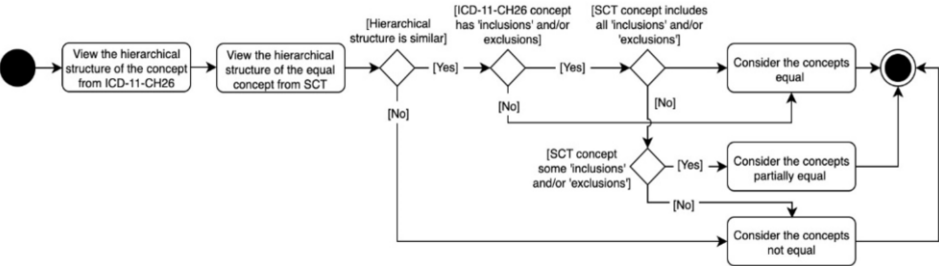 [Hierarchical
structure is similar]
[ICD-11-CH26 concept
has 'inclusions' and/or
exclusions]
[SCT concept includes
all 'inclusions' and/or
'exclusions']
View the hierarchical
structure of the concept
from ICD-11-CH26
View the hierarchical
structure of the equal
concept from SCT
[Yes]
[Yes]
Consider the concepts
equal
[No]
[No]
[No]
[SCT concept
some 'inclusions'
and/or 'exclusions']
[Yes]
Consider the concepts
partially equal
[No]
Consider the concepts
not equal